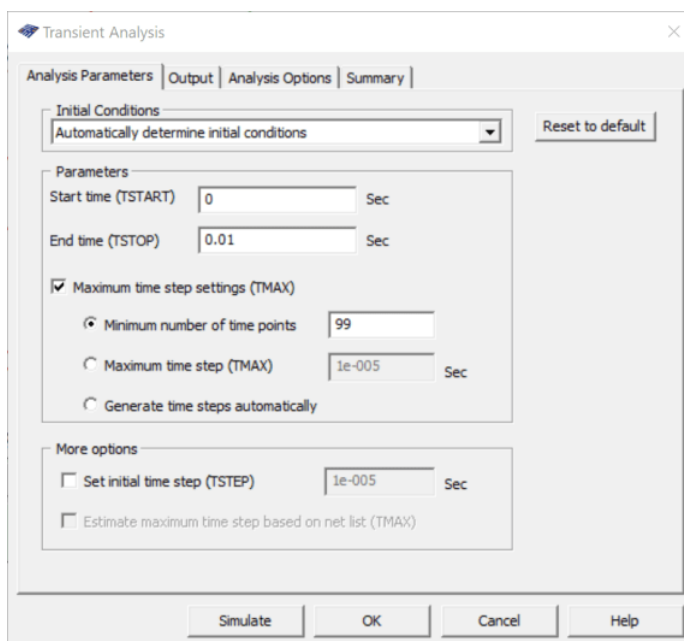 Transient Analysis
Analysis Parameters Output Analysis Options Summary
Initial Conditions
Automatically determine initial conditions
Reset to default
Parameters
Start time (TSTART) 0 Sec
End time (TSTOP) 0.01 Sec
Maximum time step settings (TMAX)
Minimum number of time points 99
Maximum time step (TMAX) 1e-005 Sec
Generate time steps automatically
More options
Set initial time step (TSTEP) 1e-005 Sec
Estimate maximum time step based on net list (TMAX)
Simulate OK Cancel Help